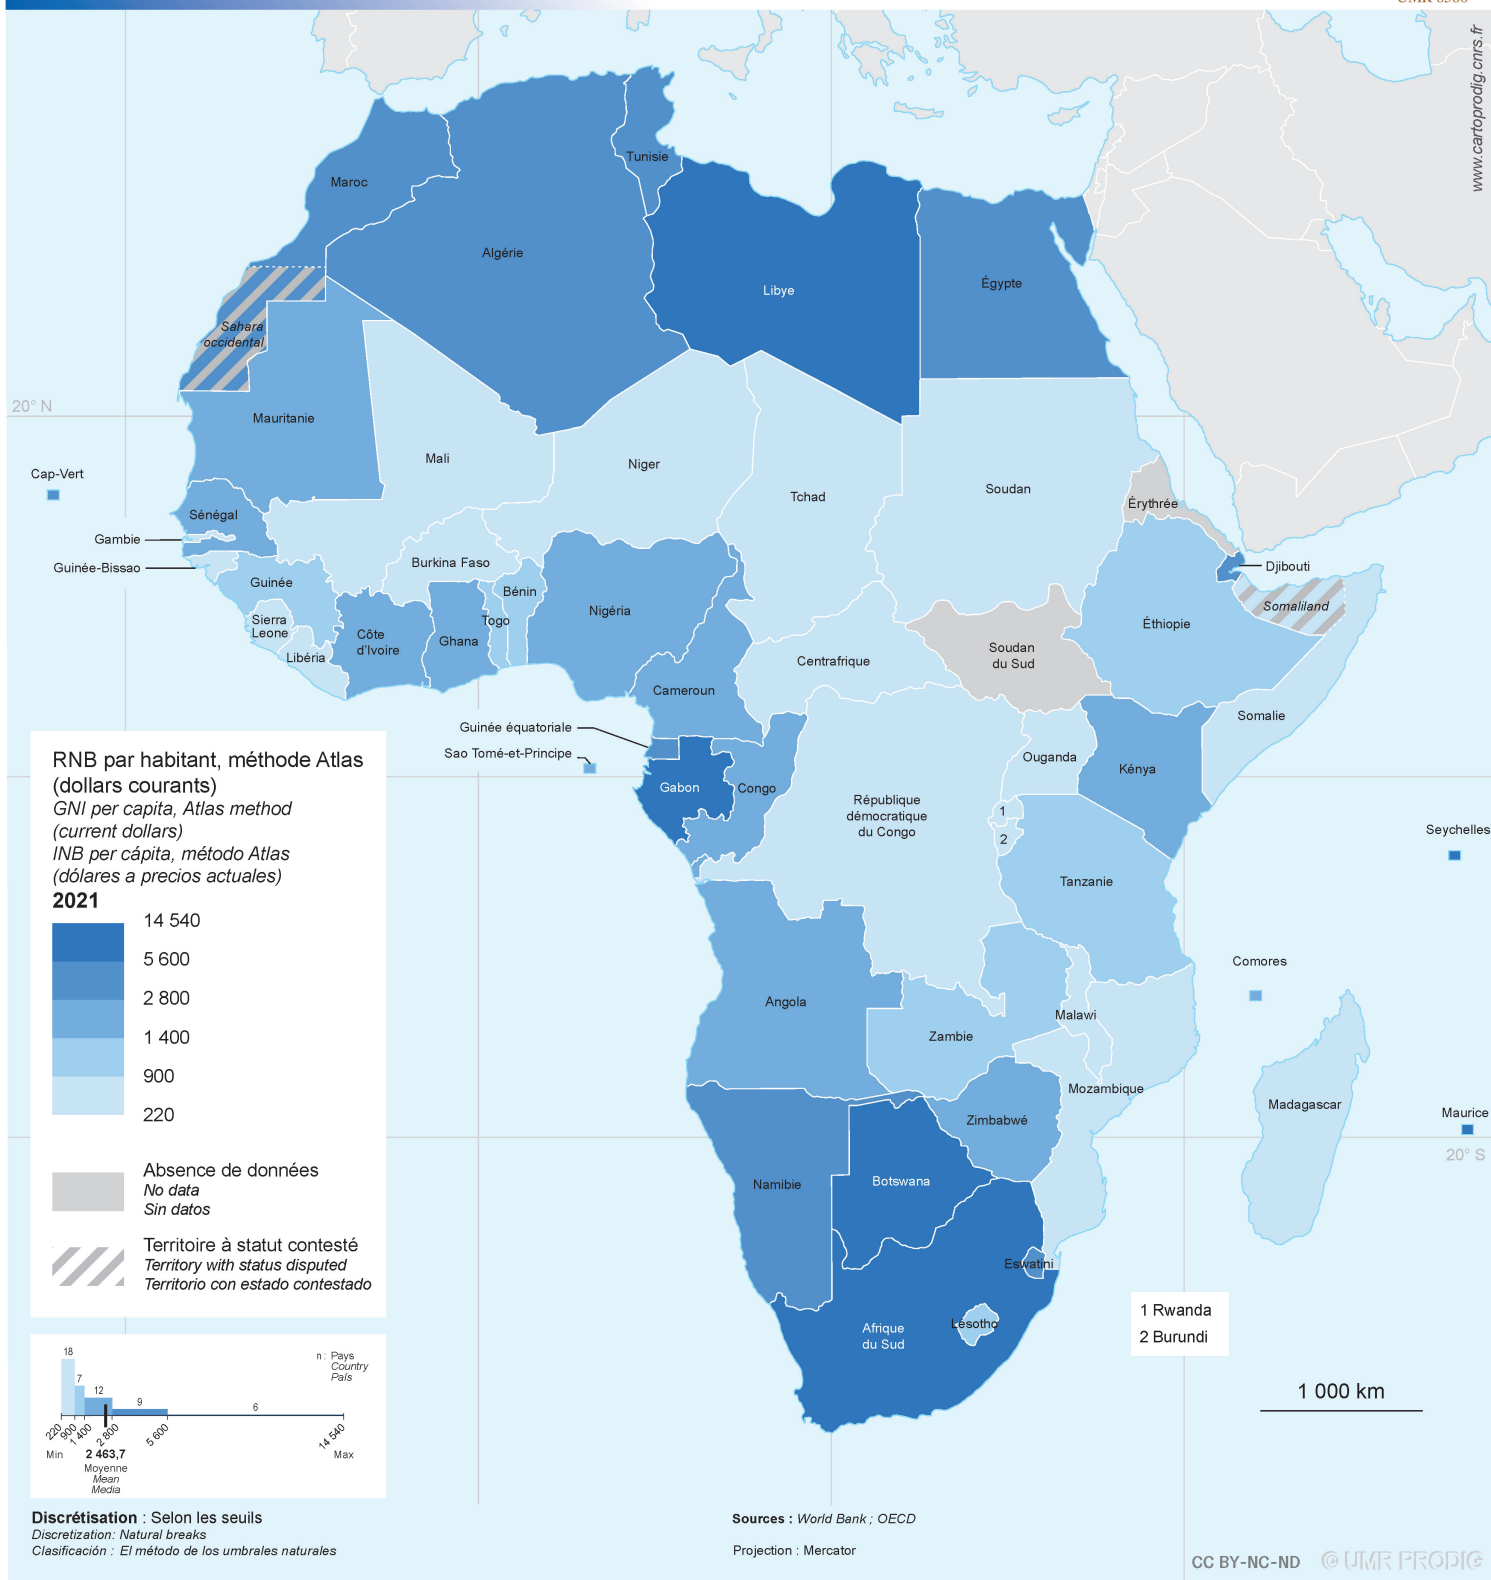 www.cartoprodig.cnrs.fr
Tunisie
Maroc
Algérie
Libye
Égypte
Sahara
occidental
20° N
Mauritanie
Mali
Niger
Cap-Vert
Tchad
Soudan
Érythrée
Sénégal
Gambie
Burkina Faso
Djibouti
Guinée-Bissao
Guinée
Bénin
Nigéria
Somaliland
Sierra
Leone
Togo
Éthiopie
Côte
d'Ivoire
Ghana
Soudan
du Sud
Libéria
Centrafrique
Cameroun
Somalie
Guinée équatoriale
Sao Tomé-et-Principe
Ouganda
Kénya
Gabon
Congo
République
démocratique
du Congo
1
2
Seychelles
Tanzanie
Comores
Angola
Malawi
Zambie
Mozambique
Madagascar
Zimbabwé
Maurice
20° S
Namibie
Botswana
Eswatini
Lésotho
Afrique
du Sud
1 Rwanda
2 Burundi
1 000 km
RNB par habitant, méthode Atlas
(dollars courants)
GNI per capita, Atlas method
(current dollars)
INB per cápita, método Atlas
(dólares a precios actuales)
2021
14 540
5 600
2 800
1 400
900
220
Absence de données
No data
Sin datos
Territoire à statut contesté
Territory with status disputed
Territorio con estado contestado
18
7
12
9
6
n : Pays
Country
País
220
900
1 400
2 800
5 600
14 540
Min
2 463,7
Max
Moyenne
Mean
Media
Discrétisation : Selon les seuils
Discretization: Natural breaks
Clasificación : El método de los umbrales naturales
Sources : World Bank ; OECD
Projection : Mercator
CC BY-NC-ND
© UMR PRODIG